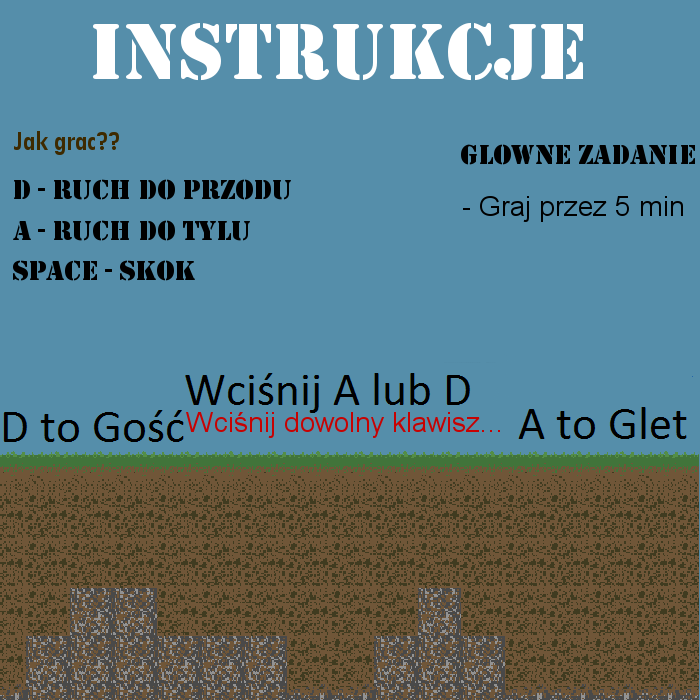 INSTRUKCJE
Jak grac??
D - RUCH DO PRZODU
A - RUCH DO TYLU
SPACE - SKOK
GLOWNE ZADANIE
- Graj przez 5 min
Wciśnij A lub D
D to Gość
Wciśnij dowolny klawisz...
A to Glet